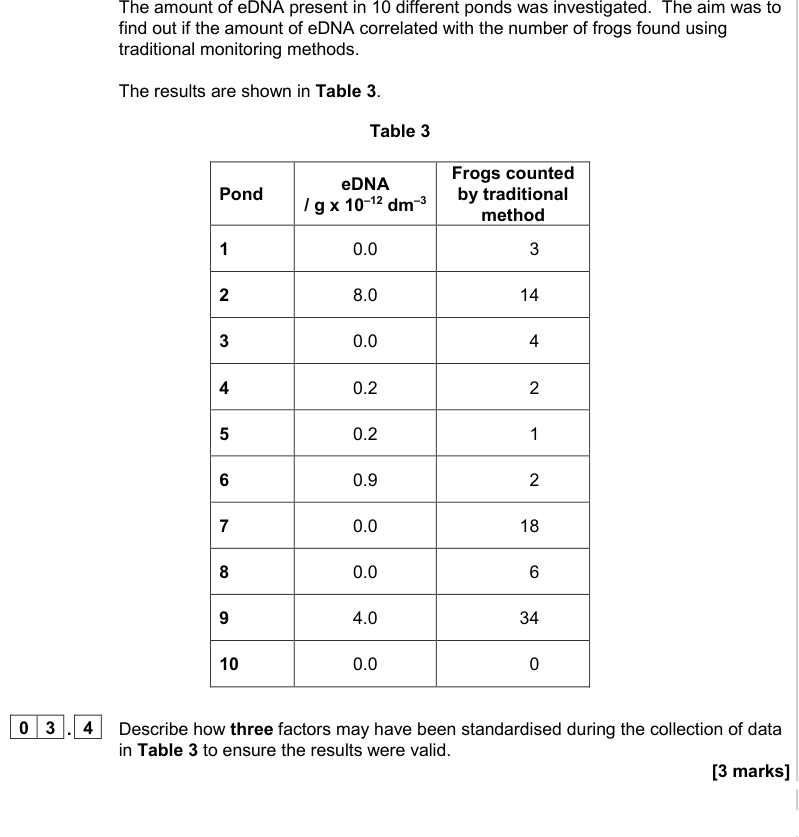 The amount of eDNA present in 10 different ponds was investigated.  The aim was to
find out if the amount of eDNA correlated with the number of frogs found using
traditional monitoring methods.
The results are shown in Table 3.
Table 3
Pond eDNA / g x 10⁻¹² dm⁻³ Frogs counted by traditional method
1 0.0 3
2 8.0 14
3 0.0 4
4 0.2 2
5 0.2 1
6 0.9 2
7 0.0 18
8 0.0 6
9 4.0 34
10 0.0 0
0 3 . 4 Describe how three factors may have been standardised during the collection of data
in Table 3 to ensure the results were valid.
[3 marks]